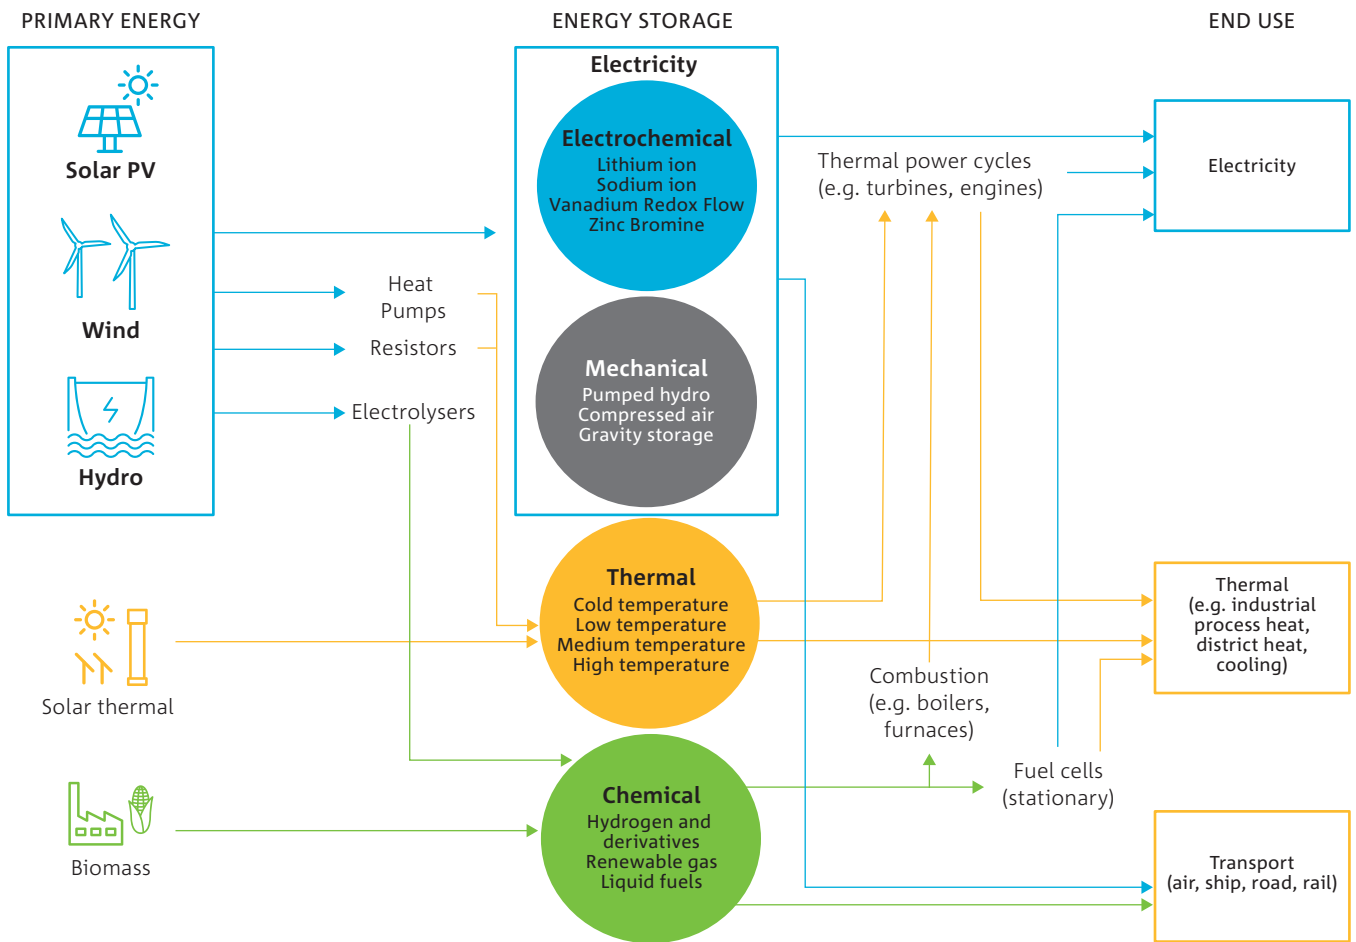 PRIMARY ENERGY
ENERGY STORAGE
END USE
Solar PV
Wind
Hydro
Solar thermal
Biomass
Heat
Pumps
Resistors
Electrolysers
Electricity
Electrochemical
Lithium ion
Sodium ion
Vanadium Redox Flow
Zinc Bromine
Mechanical
Pumped hydro
Compressed air
Gravity storage
Thermal
Cold temperature
Low temperature
Medium temperature
High temperature
Chemical
Hydrogen and
derivatives
Renewable gas
Liquid fuels
Thermal power cycles
(e.g. turbines, engines)
Combustion
(e.g. boilers,
furnaces)
Fuel cells
(stationary)
Electricity
Thermal
(e.g. industrial
process heat,
district heat,
cooling)
Transport
(air, ship, road, rail)